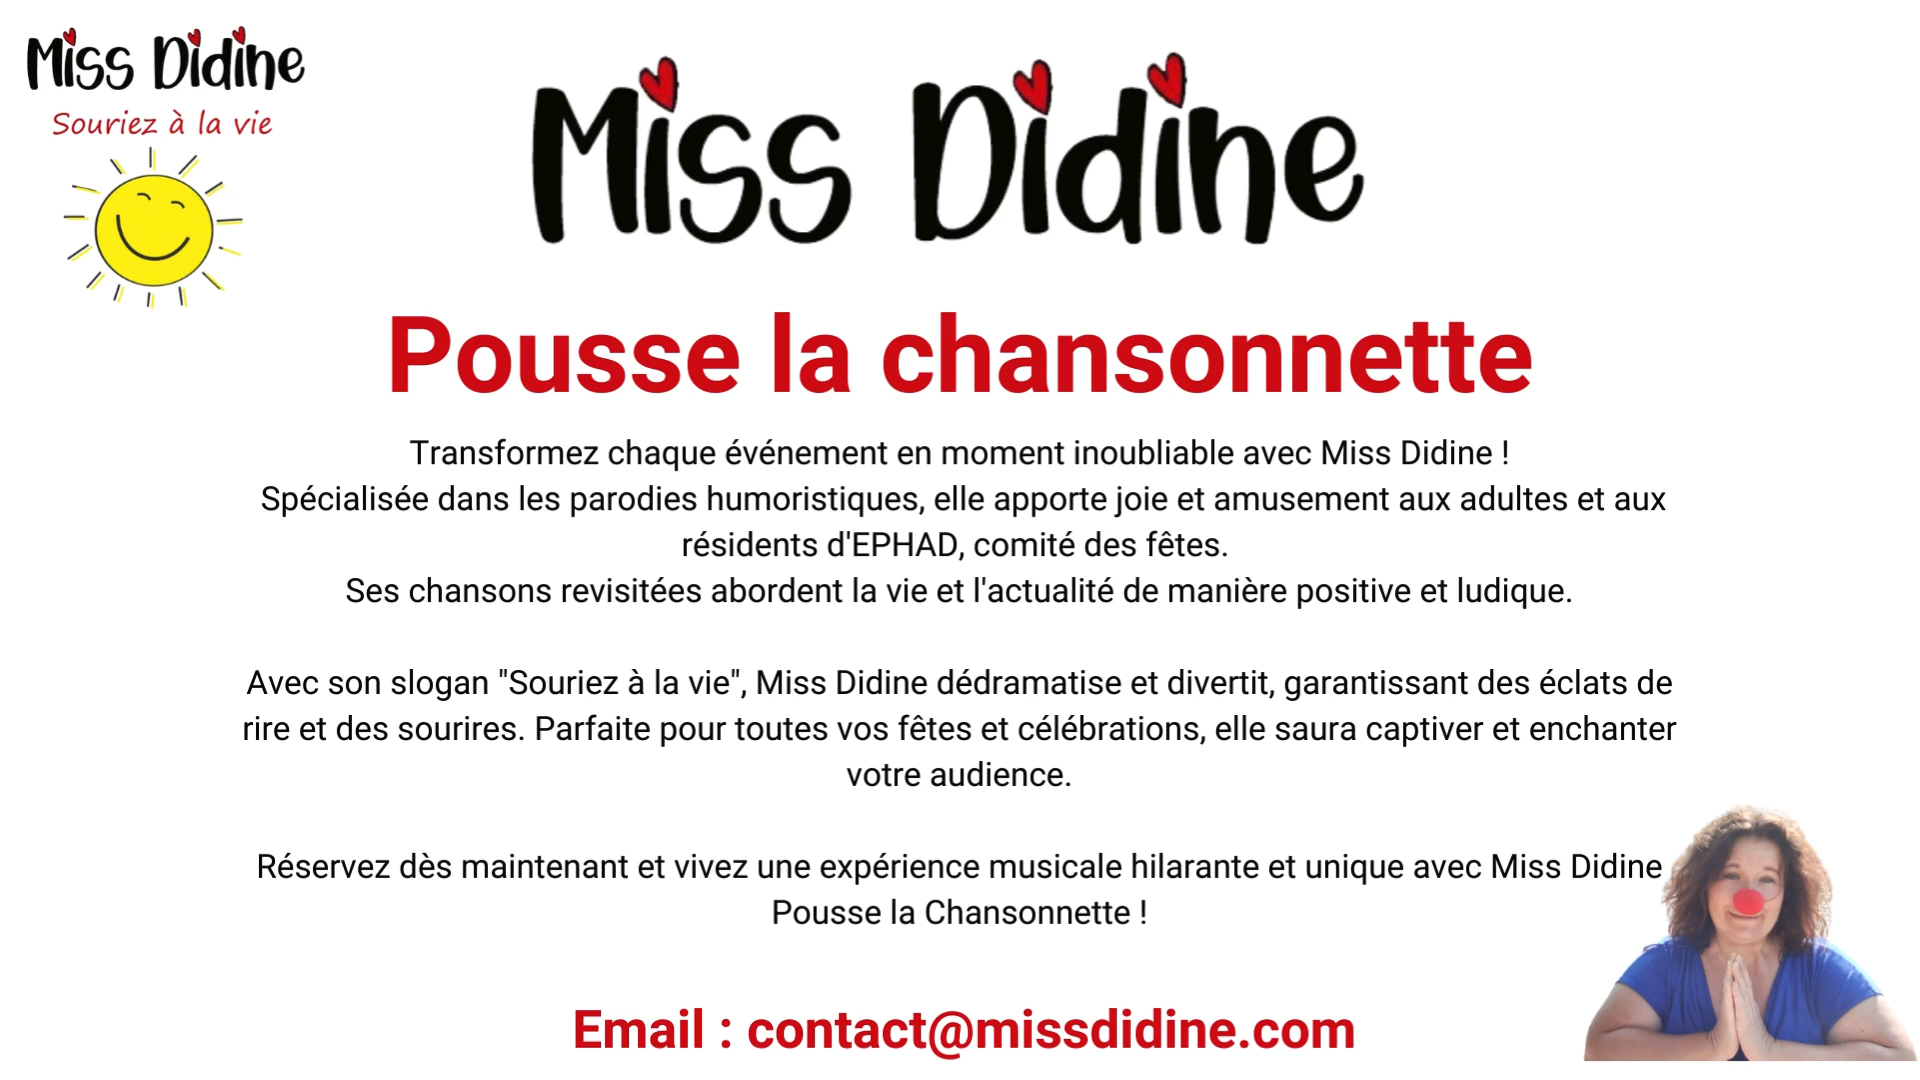 Miss Didine
Souriez à la vie
Miss Didine
Pousse la chansonnette
Transformez chaque événement en moment inoubliable avec Miss Didine !
Spécialisée dans les parodies humoristiques, elle apporte joie et amusement aux adultes et aux
résidents d'EPHAD, comité des fêtes.
Ses chansons revisitées abordent la vie et l'actualité de manière positive et ludique.
Avec son slogan "Souriez à la vie", Miss Didine dédramatise et divertit, garantissant des éclats de
rire et des sourires. Parfaite pour toutes vos fêtes et célébrations, elle saura captiver et enchanter
votre audience.
Réservez dès maintenant et vivez une expérience musicale hilarante et unique avec Miss Didine
Pousse la Chansonnette !
Email : contact@missdidine.com